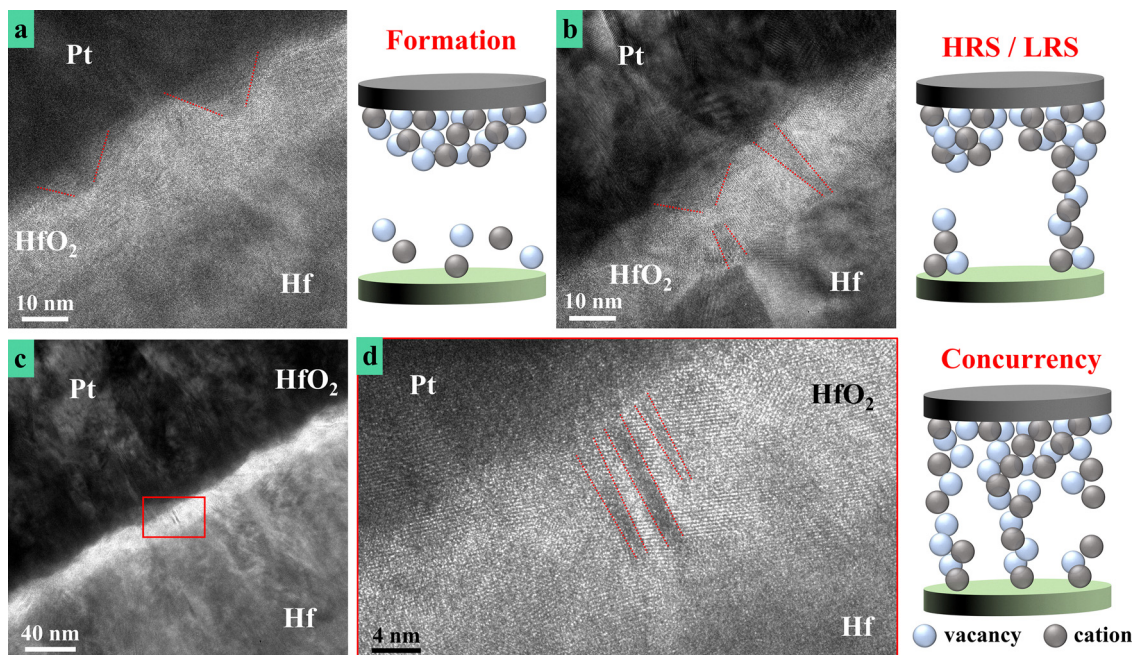 a
Pt
HfO₂
Hf
10 nm
Formation
b
Pt
HfO₂
Hf
10 nm
HRS / LRS
c
Pt
HfO₂
Hf
40 nm
d
Pt
HfO₂
Hf
4 nm
Concurrency
vacancy
cation